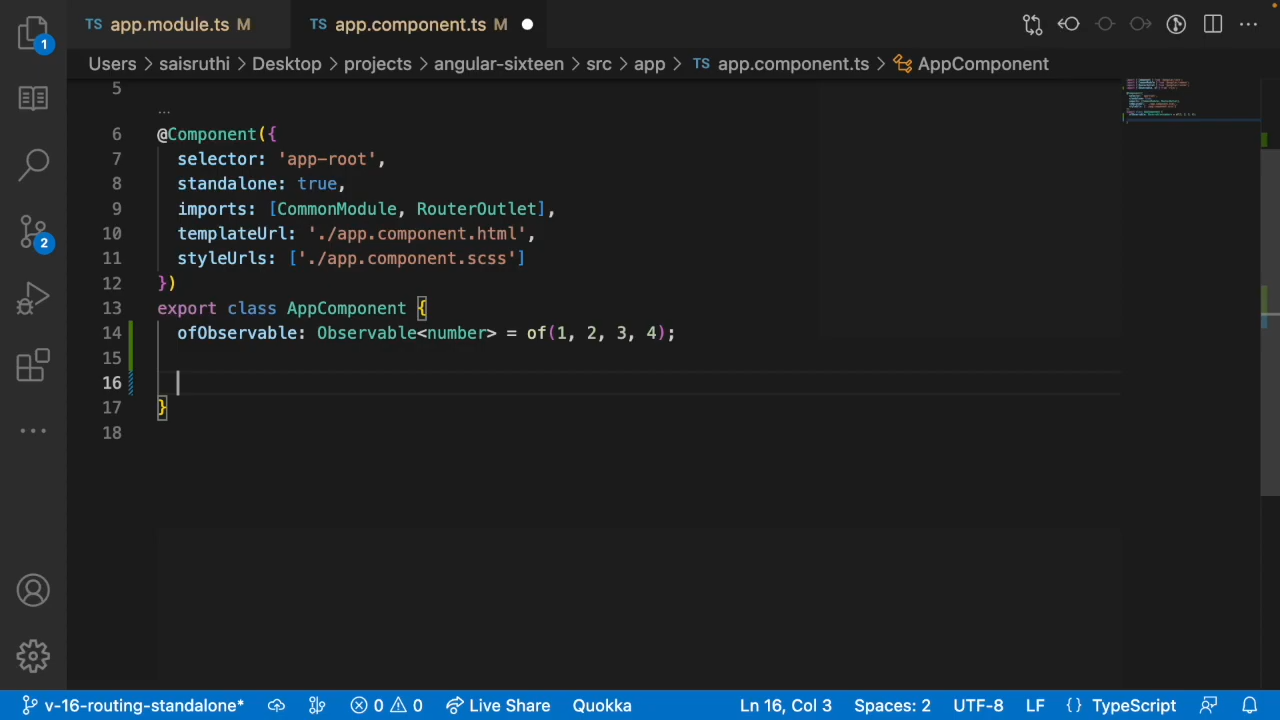 TS app.module.ts M TS app.component.ts M
Users > saisruthi > Desktop > projects > angular-sixteen > src > app > TS app.component.ts > AppComponent
5
...
6 @Component({
7 selector: 'app-root',
8 standalone: true,
9 imports: [CommonModule, RouterOutlet],
10 templateUrl: './app.component.html',
11 styleUrls: ['./app.component.scss']
12 })
13 export class AppComponent {
14 ofObservable: Observable<number> = of(1, 2, 3, 4);
15
16
17 }
18
1
2
v-16-routing-standalone* 0 0 Live Share Quokka Ln 16, Col 3 Spaces: 2 UTF-8 LF {} TypeScript